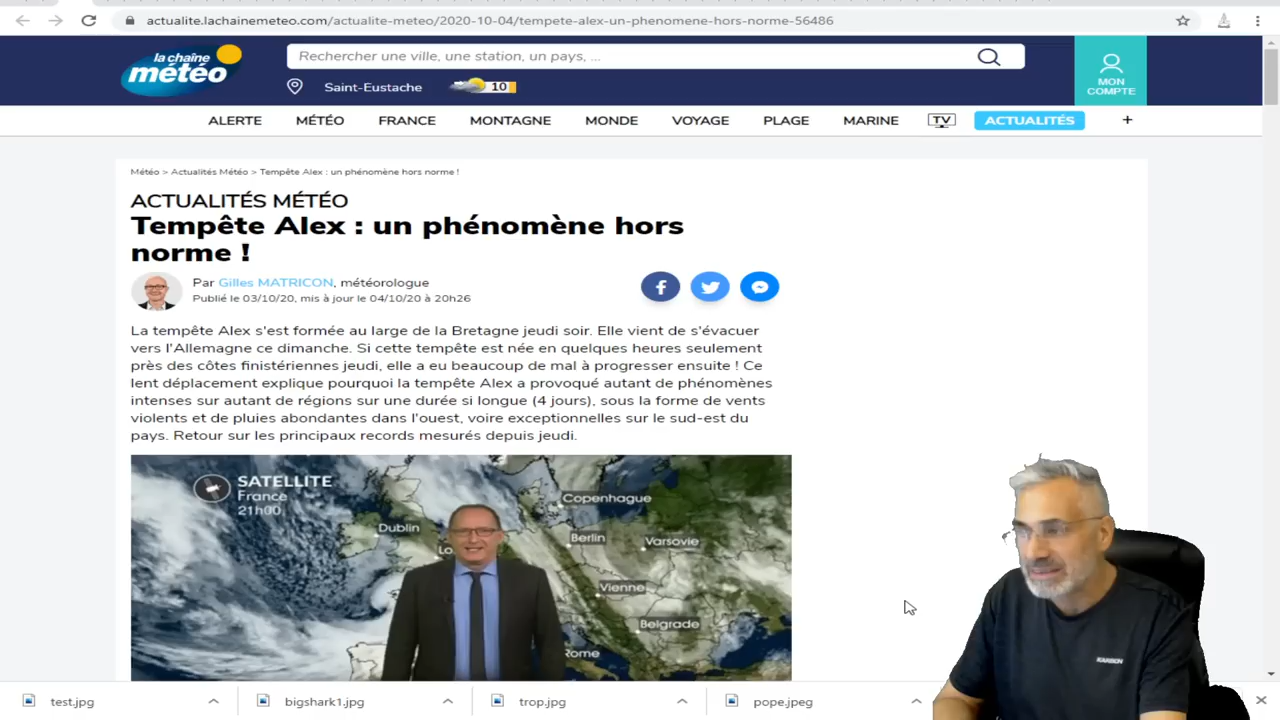 actualite.lachainemeteo.com/actualite-meteo/2020-10-04/tempete-alex-un-phenomene-hors-norme-56486
la chaîne
météo
Rechercher une ville, une station, un pays, ...
Saint-Eustache
10
MON
COMPTE
ALERTE MÉTÉO FRANCE MONTAGNE MONDE VOYAGE PLAGE MARINE TV ACTUALITÉS +
Météo > Actualités Météo > Tempête Alex : un phénomène hors norme !
ACTUALITÉS MÉTÉO
Tempête Alex : un phénomène hors
norme !
Par Gilles MATRICON, météorologue
Publié le 03/10/20, mis à jour le 04/10/20 à 20h26
La tempête Alex s'est formée au large de la Bretagne jeudi soir. Elle vient de s'évacuer
vers l'Allemagne ce dimanche. Si cette tempête est née en quelques heures seulement
près des côtes finistériennes jeudi, elle a eu beaucoup de mal à progresser ensuite ! Ce
lent déplacement explique pourquoi la tempête Alex a provoqué autant de phénomènes
intenses sur autant de régions sur une durée si longue (4 jours), sous la forme de vents
violents et de pluies abondantes dans l'ouest, voire exceptionnelles sur le sud-est du
pays. Retour sur les principaux records mesurés depuis jeudi.
SATELLITE
France
21h00
Copenhague
Dublin
Berlin
Lo
Varsovie
Vienne
Belgrade
Rome
KARBON
test.jpg bigshark1.jpg trop.jpg pope.jpeg